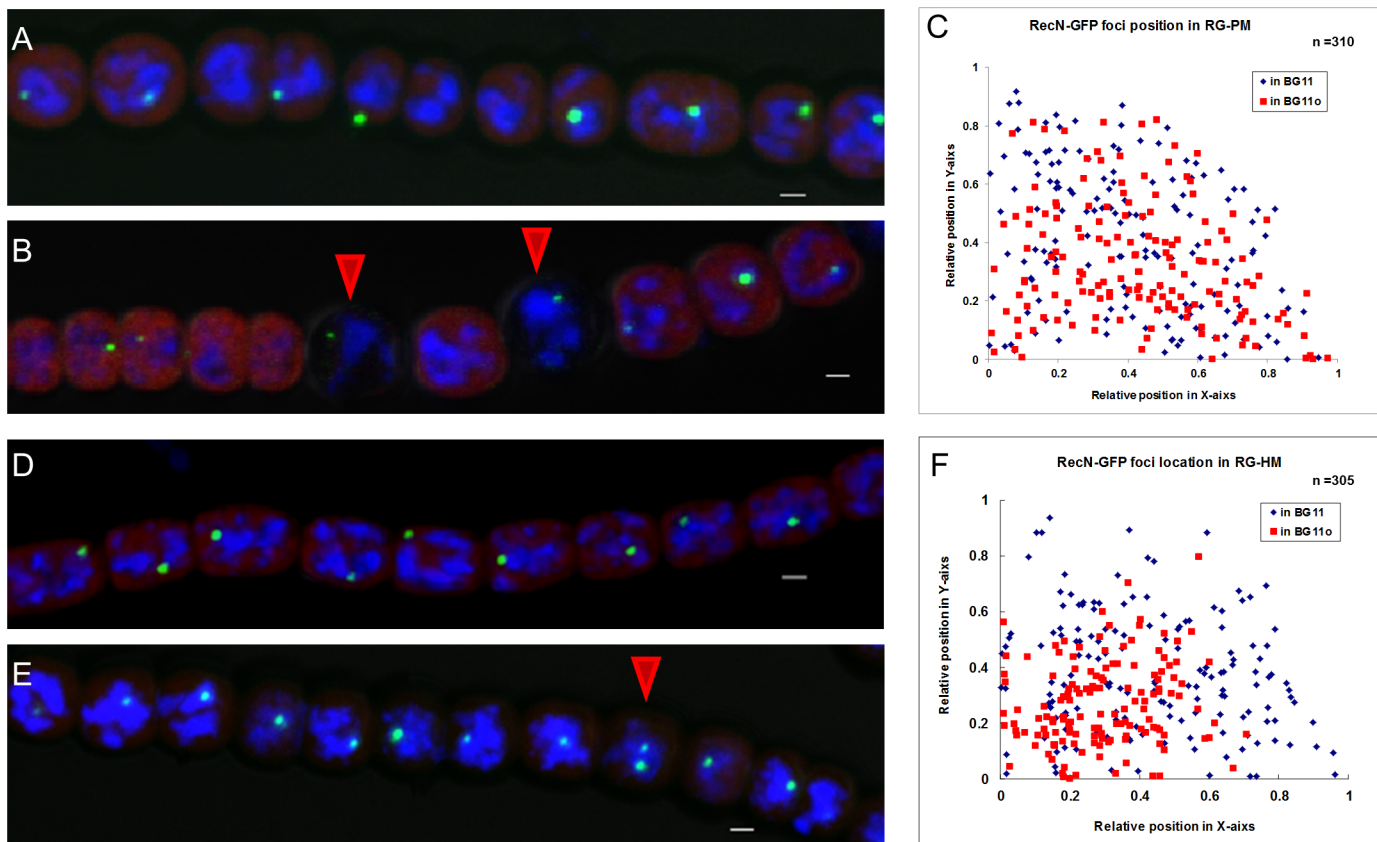 A
B
C
RecN-GFP foci position in RG-PM
n =310
in BG11
in BG11o
1
0.8
0.6
0.4
0.2
0
0
0.2
0.4
0.6
0.8
1
Relative position in Y-aixs
Relative position in X-aixs
D
E
F
RecN-GFP foci location in RG-HM
n =305
in BG11
in BG11o
1
0.8
0.6
0.4
0.2
0
0
0.2
0.4
0.6
0.8
1
Relative position in Y-aixs
Relative position in X-aixs